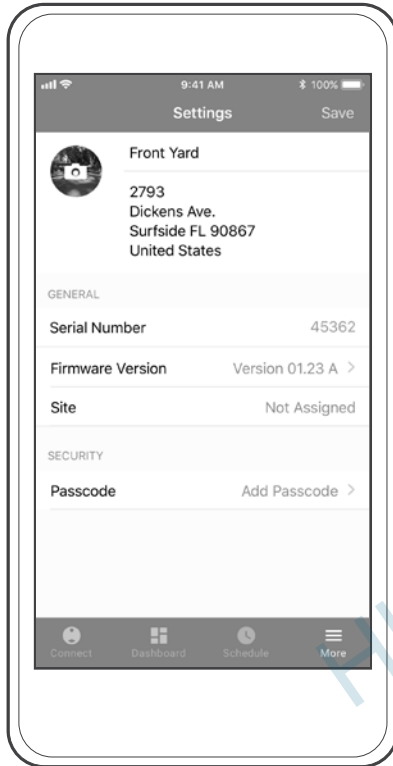 9:41 AM 100%
Settings Save
Front Yard
2793
Dickens Ave.
Surfside FL 90867
United States
GENERAL
Serial Number 45362
Firmware Version Version 01.23 A >
Site Not Assigned
SECURITY
Passcode Add Passcode >
Connect Dashboard Schedule More